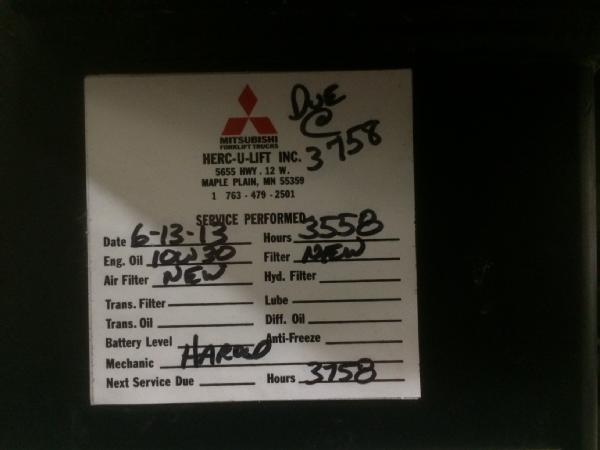 DUE
@
3758
MITSUBISHI
FORKLIFT TRUCKS
HERC-U-LIFT INC.
5655 HWY. 12 W.
MAPLE PLAIN, MN 55359
1 763-479-2501
SERVICE PERFORMED
Date 6-13-13 Hours 3558
Eng. Oil 10W30 Filter NEW
Air Filter NEW Hyd. Filter
Trans. Filter Lube
Trans. Oil Diff. Oil
Battery Level Anti-Freeze
Mechanic HAROLD
Next Service Due Hours 3758